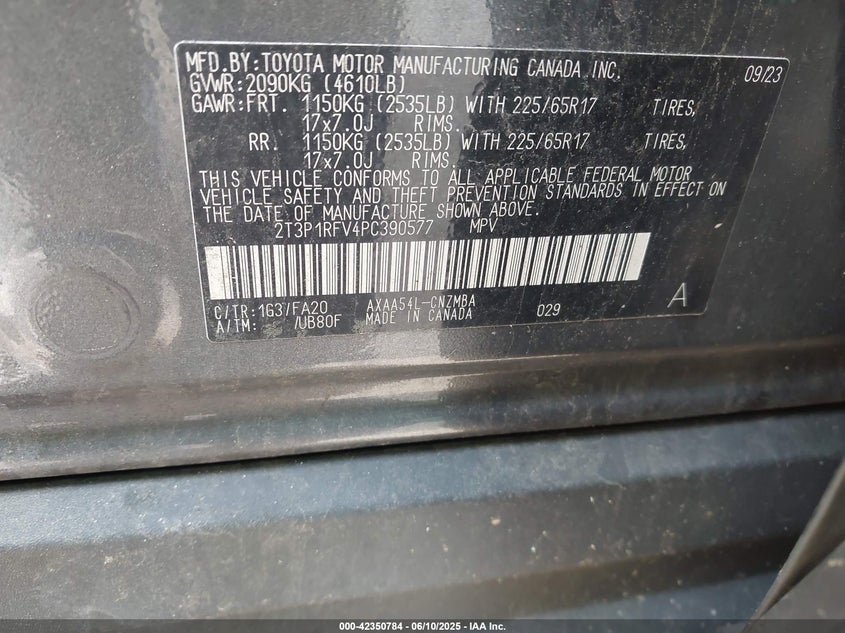 MFD.BY:TOYOTA MOTOR MANUFACTURING CANADA INC. 09/23
GVWR:2090KG (4610LB)
GAWR:FRT. 1150KG (2535LB) WITH 225/65R17 TIRES,
17x7.0J RIMS.
RR. 1150KG (2535LB) WITH 225/65R17 TIRES,
17x7.0J RIMS.
THIS VEHICLE CONFORMS TO ALL APPLICABLE FEDERAL MOTOR
VEHICLE SAFETY AND THEFT PREVENTION STANDARDS IN EFFECT ON
THE DATE OF MANUFACTURE SHOWN ABOVE.
2T3P1RFV4PC390577 MPV
C/TR:1G3/FA20 AXAA54L-CNZMBA 029 A
A/TM: /UB80F MADE IN CANADA
000-42350784 - 06/10/2025 - IAA Inc.